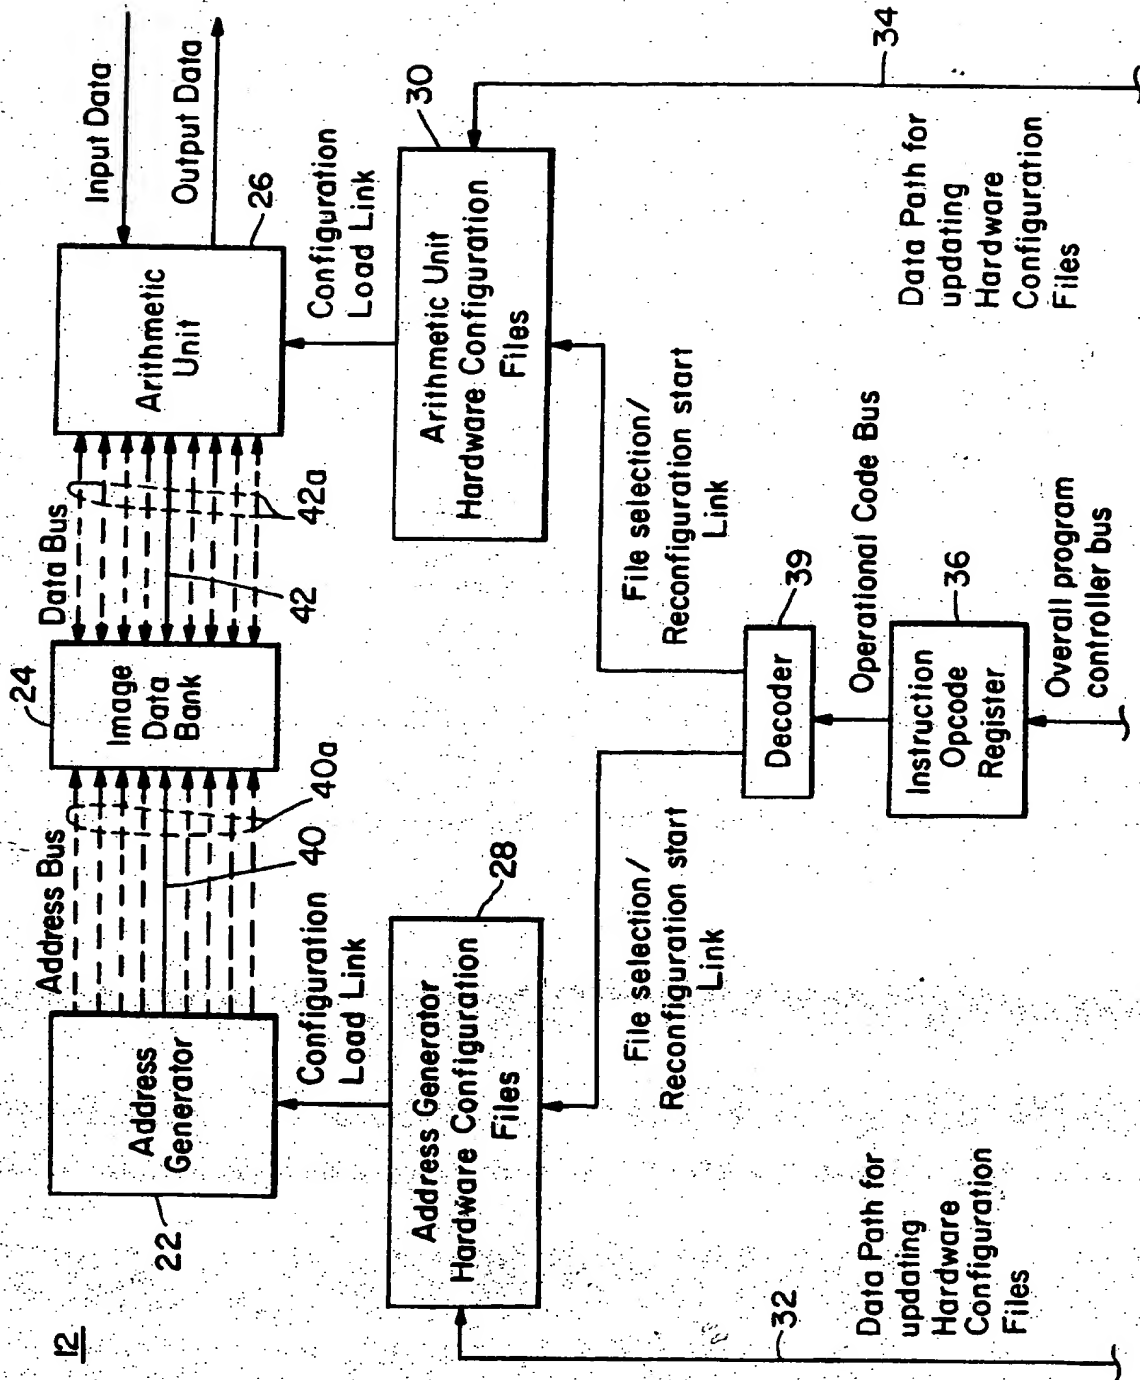 12
Input Data
Output Data
22
Address
Generator
Address Bus
40
40a
24
Image
Data
Bank
Data Bus
42
42a
Arithmetic
Unit
26
Configuration
Load Link
Configuration
Load Link
28
Address Generator
Hardware Configuration
Files
30
Arithmetic Unit
Hardware Configuration
Files
32
Data Path for
updating
Hardware
Configuration
Files
34
Data Path for
updating
Hardware
Configuration
Files
File selection/
Reconfiguration start
Link
File selection/
Reconfiguration start
Link
Decoder
39
Operational Code Bus
Instruction
Opcode
Register
36
Overall program
controller bus